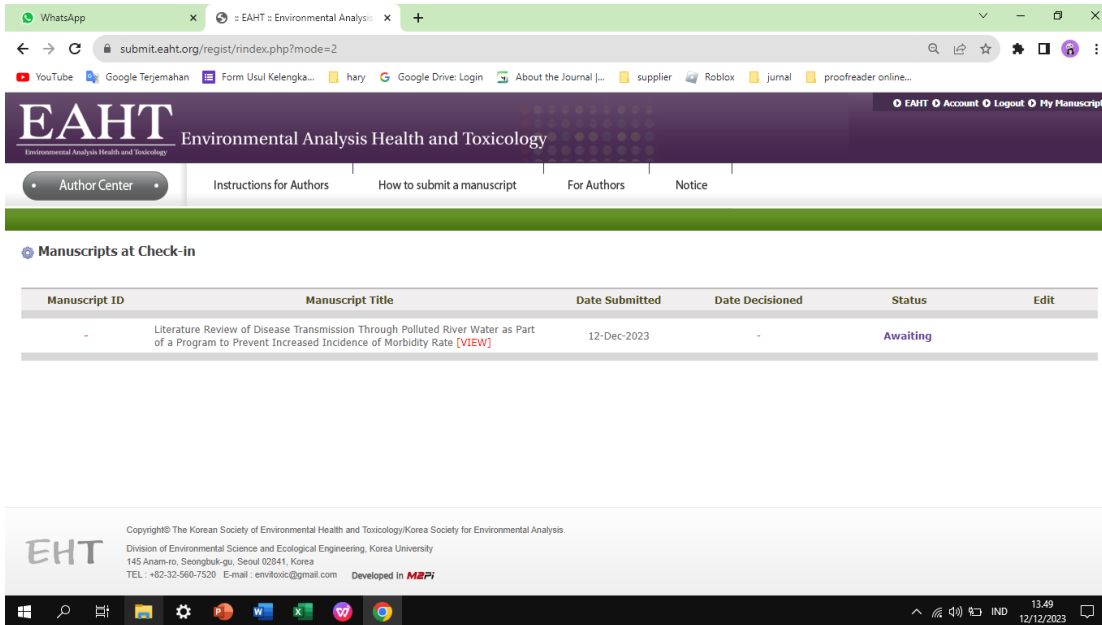 WhatsApp
:: EAHT :: Environmental Analysis
submit.eaht.org/regist/rindex.php?mode=2
YouTube Google Terjemahan Form Usul Kelengka... hary Google Drive: Login About the Journal |... supplier Roblox jurnal proofreader online...
EAHT O Account O Logout O My Manuscript
EAHT Environmental Analysis Health and Toxicology
Environmental Analysis Health and Toxicology
Author Center Instructions for Authors How to submit a manuscript For Authors Notice
Manuscripts at Check-in
Manuscript ID Manuscript Title Date Submitted Date Decisioned Status Edit
- Literature Review of Disease Transmission Through Polluted River Water as Part 12-Dec-2023 - Awaiting
of a Program to Prevent Increased Incidence of Morbidity Rate [VIEW]
Copyright© The Korean Society of Environmental Health and Toxicology/Korea Society for Environmental Analysis.
EHT
Division of Environmental Science and Ecological Engineering, Korea University
145 Anam-ro, Seongbuk-gu, Seoul 02841, Korea
TEL : +82-32-560-7520 E-mail : envitoxic@gmail.com Developed in M2Pi
IND 13.49
12/12/2023